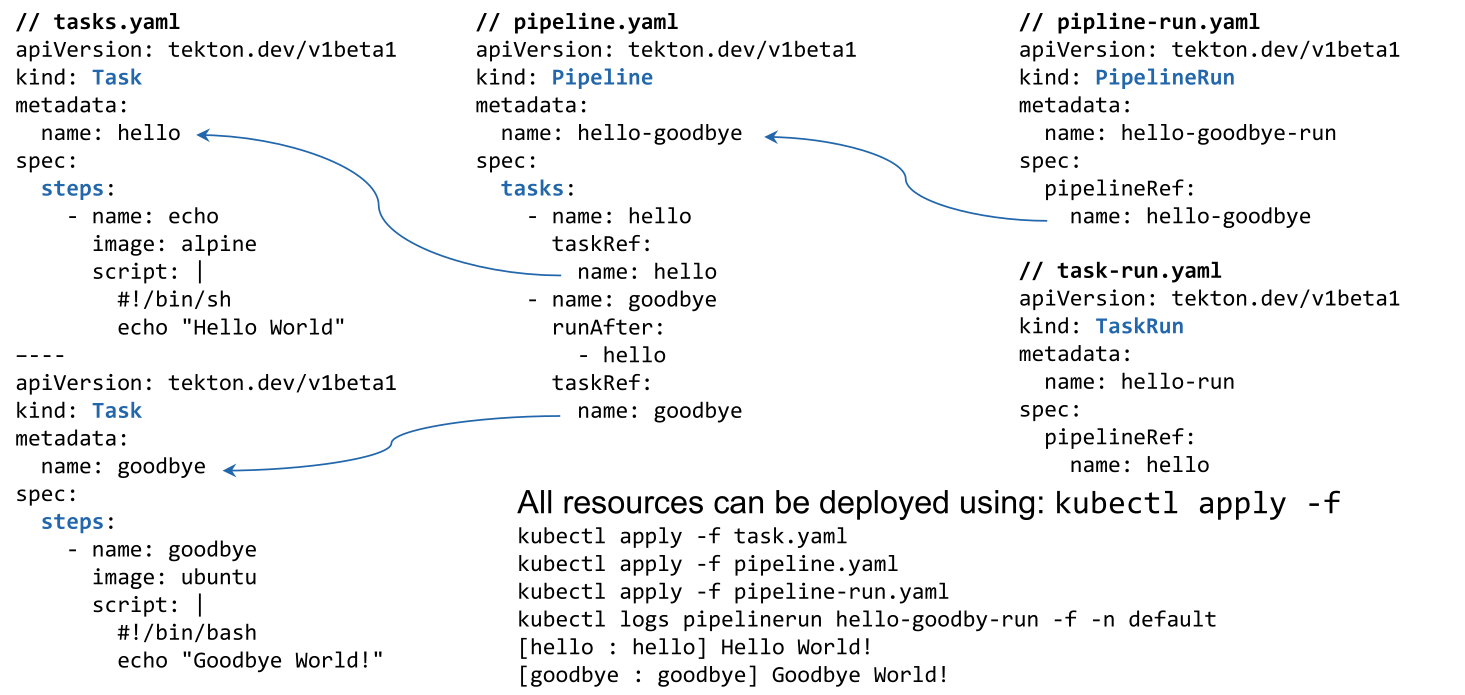 // tasks.yaml
apiVersion: tekton.dev/v1beta1
kind: Task
metadata:
  name: hello
spec:
  steps:
    - name: echo
      image: alpine
      script: |
        #!/bin/sh
        echo "Hello World"
----
apiVersion: tekton.dev/v1beta1
kind: Task
metadata:
  name: goodbye
spec:
  steps:
    - name: goodbye
      image: ubuntu
      script: |
        #!/bin/bash
        echo "Goodbye World!"
// pipeline.yaml
apiVersion: tekton.dev/v1beta1
kind: Pipeline
metadata:
  name: hello-goodbye
spec:
  tasks:
    - name: hello
      taskRef:
        name: hello
    - name: goodbye
      runAfter:
        - hello
      taskRef:
        name: goodbye
// pipline-run.yaml
apiVersion: tekton.dev/v1beta1
kind: PipelineRun
metadata:
  name: hello-goodbye-run
spec:
  pipelineRef:
    name: hello-goodbye
// task-run.yaml
apiVersion: tekton.dev/v1beta1
kind: TaskRun
metadata:
  name: hello-run
spec:
  pipelineRef:
    name: hello
All resources can be deployed using: kubectl apply -f
kubectl apply -f task.yaml
kubectl apply -f pipeline.yaml
kubectl apply -f pipeline-run.yaml
kubectl logs pipelinerun hello-goodby-run -f -n default
[hello : hello] Hello World!
[goodbye : goodbye] Goodbye World!